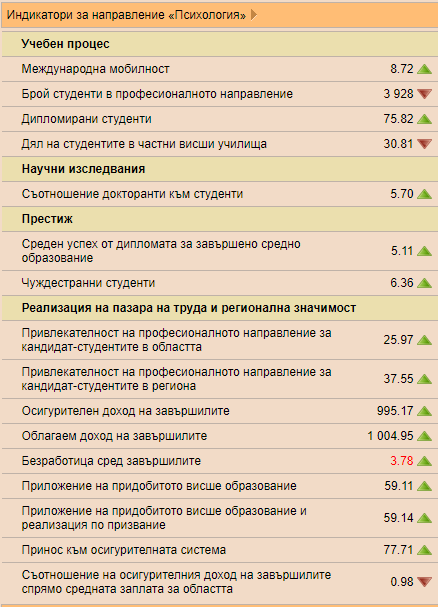 Индикатори за направление «Психология»
Учебен процес
Международна мобилност 8.72
Брой студенти в професионалното направление 3 928
Дипломирани студенти 75.82
Дял на студентите в частни висши училища 30.81
Научни изследвания
Съотношение докторанти към студенти 5.70
Престиж
Среден успех от дипломата за завършено средно
образование 5.11
Чуждестранни студенти 6.36
Реализация на пазара на труда и регионална значимост
Привлекателност на професионалното направление за
кандидат-студентите в областта 25.97
Привлекателност на професионалното направление за
кандидат-студентите в региона 37.55
Осигурителен доход на завършилите 995.17
Облагаем доход на завършилите 1 004.95
Безработица сред завършилите 3.78
Приложение на придобитото висше образование 59.11
Приложение на придобитото висше образование и
реализация по призвание 59.14
Принос към осигурителната система 77.71
Съотношение на осигурителния доход на завършилите
спрямо средната заплата за областта 0.98